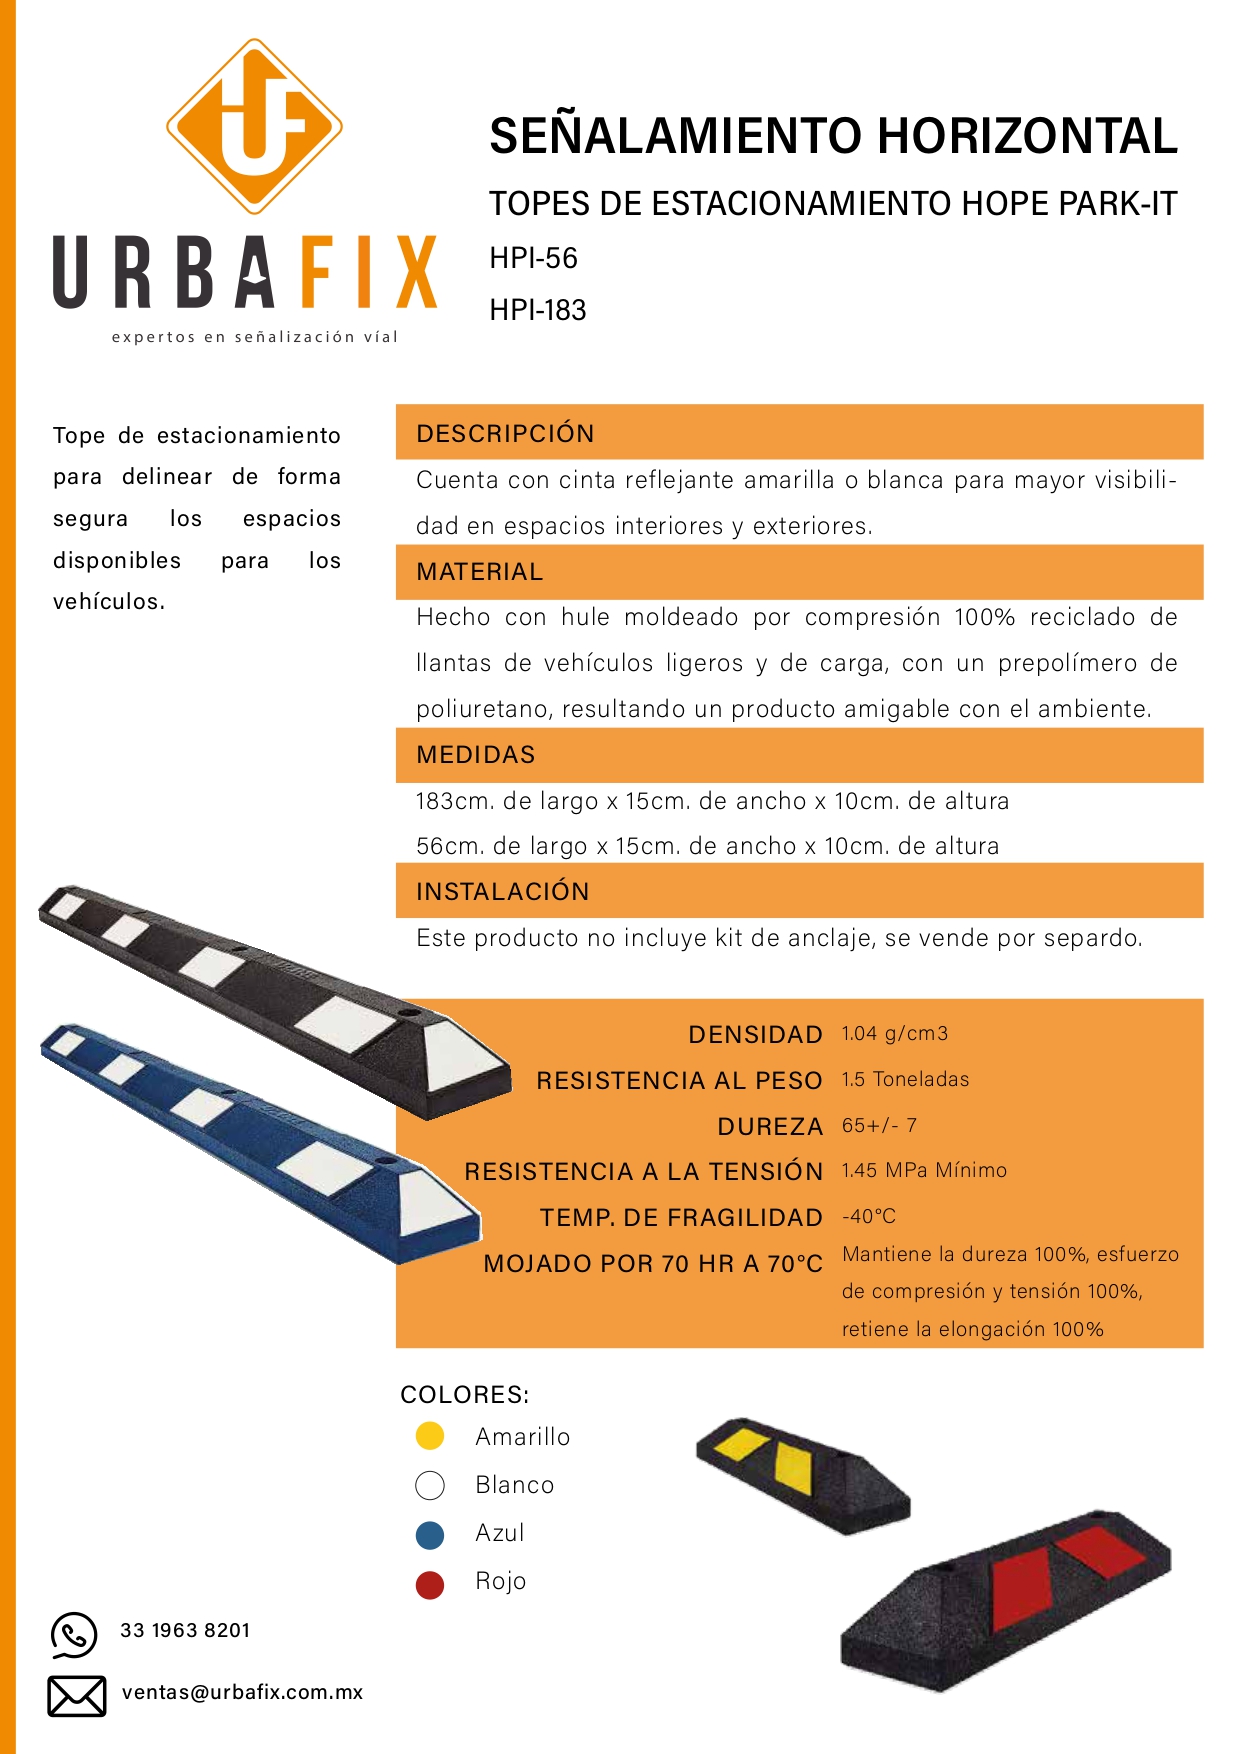 UF
URBAFIX
expertos en señalización víal
SEÑALAMIENTO HORIZONTAL
TOPES DE ESTACIONAMIENTO HOPE PARK-IT
HPI-56
HPI-183
Tope de estacionamiento
para delinear de forma
segura los espacios
disponibles para los
vehículos.
DESCRIPCIÓN
Cuenta con cinta reflejante amarilla o blanca para mayor visibili-
dad en espacios interiores y exteriores.
MATERIAL
Hecho con hule moldeado por compresión 100% reciclado de
llantas de vehículos ligeros y de carga, con un prepolímero de
poliuretano, resultando un producto amigable con el ambiente.
MEDIDAS
183cm. de largo x 15cm. de ancho x 10cm. de altura
56cm. de largo x 15cm. de ancho x 10cm. de altura
INSTALACIÓN
Este producto no incluye kit de anclaje, se vende por separdo.
DENSIDAD 1.04 g/cm3
RESISTENCIA AL PESO 1.5 Toneladas
DUREZA 65+/- 7
RESISTENCIA A LA TENSIÓN 1.45 MPa Mínimo
TEMP. DE FRAGILIDAD -40°C
MOJADO POR 70 HR A 70°C Mantiene la dureza 100%, esfuerzo
de compresión y tensión 100%,
retiene la elongación 100%
COLORES:
Amarillo
Blanco
Azul
Rojo
33 1963 8201
ventas@urbafix.com.mx